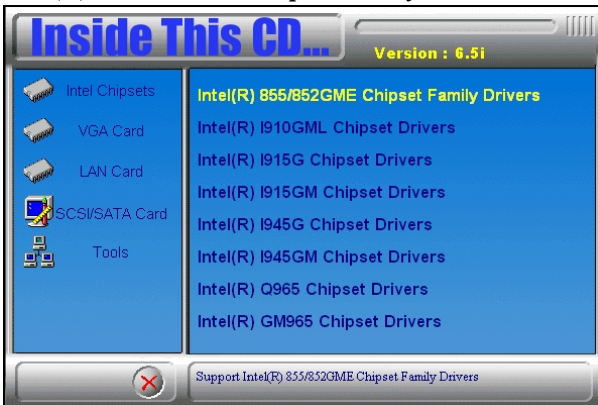 Inside This CD...
Version : 6.5i
Intel Chipsets
VGA Card
LAN Card
SCSI/SATA Card
Tools
Intel(R) 855/852GME Chipset Family Drivers
Intel(R) I910GML Chipset Drivers
Intel(R) I915G Chipset Drivers
Intel(R) I915GM Chipset Drivers
Intel(R) I945G Chipset Drivers
Intel(R) I945GM Chipset Drivers
Intel(R) Q965 Chipset Drivers
Intel(R) GM965 Chipset Drivers
Support Intel(R) 855/852GME Chipset Family Drivers